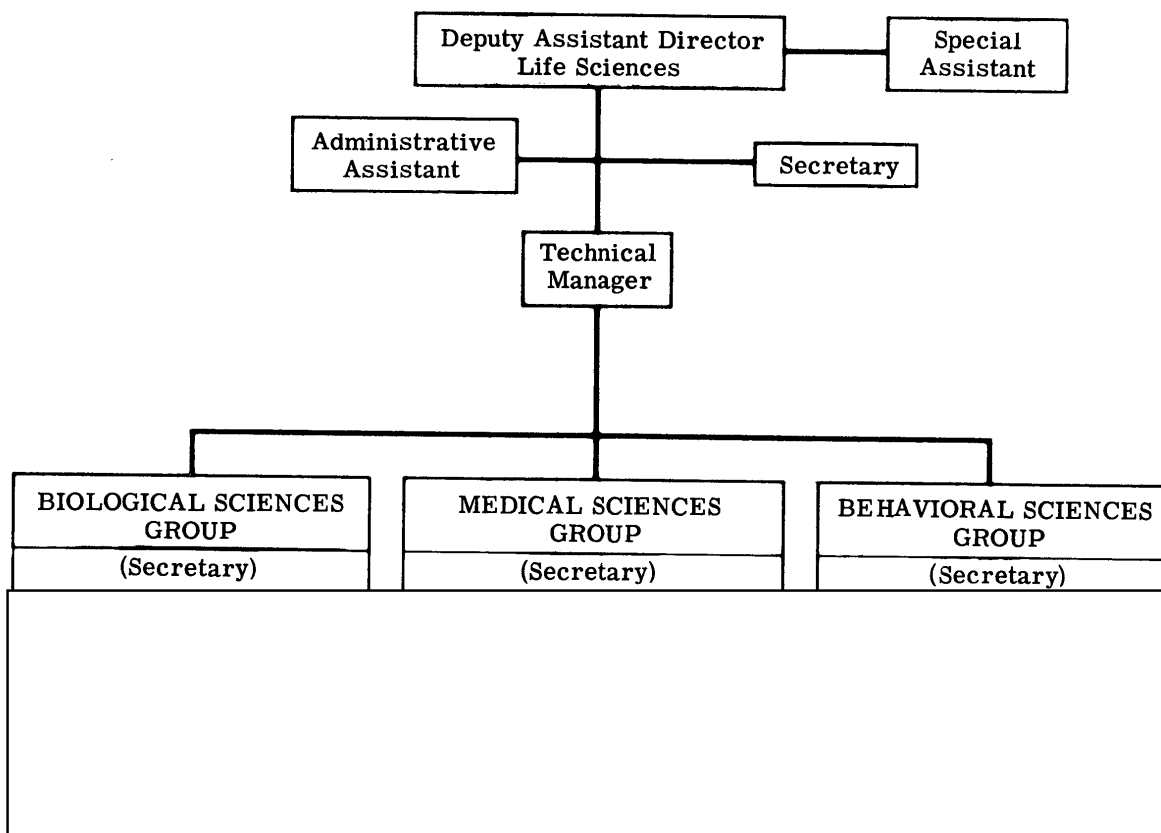 Deputy Assistant Director
Life Sciences
Special
Assistant
Administrative
Assistant
Secretary
Technical
Manager
BIOLOGICAL SCIENCES
GROUP
(Secretary)
MEDICAL SCIENCES
GROUP
(Secretary)
BEHAVIORAL SCIENCES
GROUP
(Secretary)